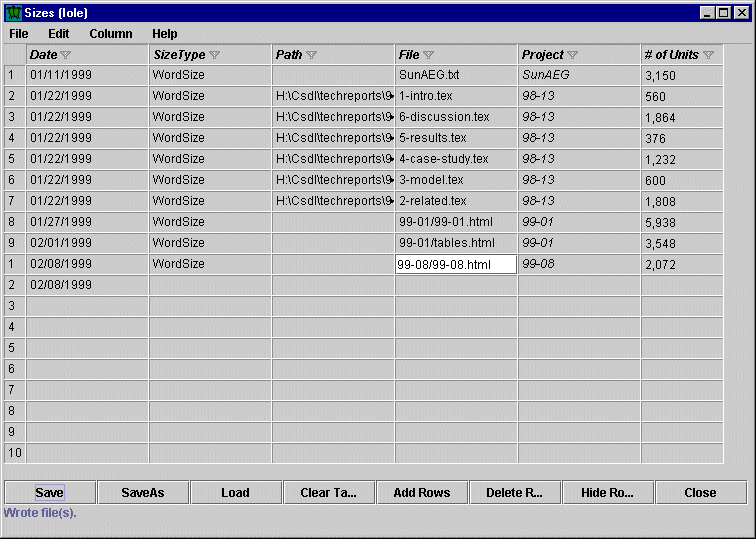 Sizes (Iole)
File Edit Column Help
Date SizeType Path File Project # of Units
1 01/11/1999 WordSize SunAEG.txt SunAEG 3,150
2 01/22/1999 WordSize H:\Csdl\techreports\9 1-intro.tex 98-13 560
3 01/22/1999 WordSize H:\Csdl\techreports\9 6-discussion.tex 98-13 1,864
4 01/22/1999 WordSize H:\Csdl\techreports\9 5-results.tex 98-13 376
5 01/22/1999 WordSize H:\Csdl\techreports\9 4-case-study.tex 98-13 1,232
6 01/22/1999 WordSize H:\Csdl\techreports\9 3-model.tex 98-13 600
7 01/22/1999 WordSize H:\Csdl\techreports\9 2-related.tex 98-13 1,808
8 01/27/1999 WordSize 99-01/99-01.html 99-01 5,938
9 02/01/1999 WordSize 99-01/tables.html 99-01 3,548
1 02/08/1999 WordSize 99-08/99-08.html 99-08 2,072
2 02/08/1999
3
4
5
6
7
8
9
10
Save SaveAs Load Clear Ta... Add Rows Delete R... Hide Ro... Close
Wrote file(s).